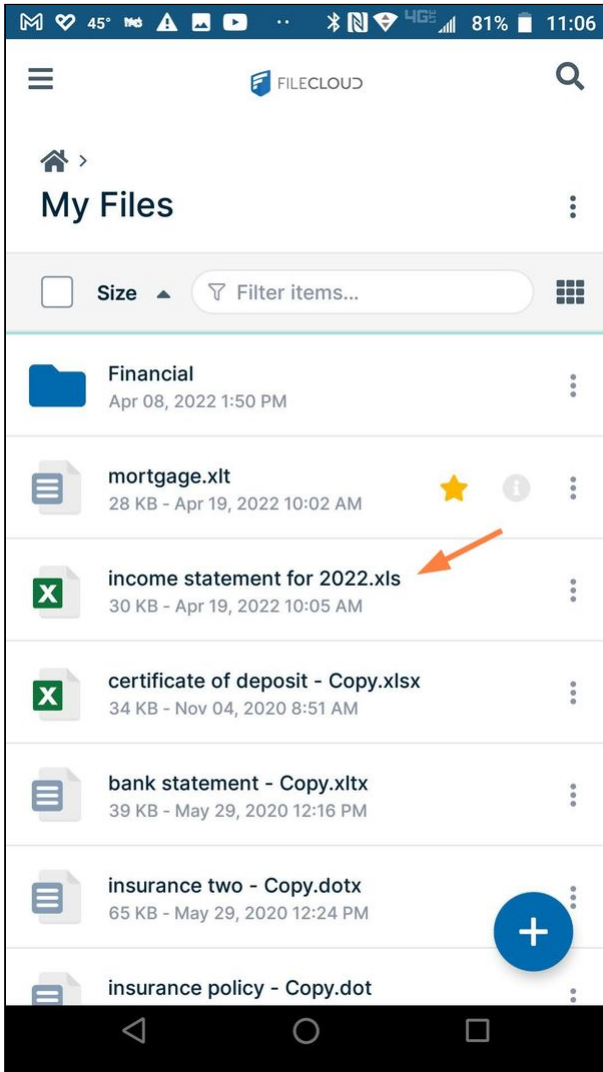 45° 4GE 81% 11:06
FILECLOUD
My Files
Size Filter items...
Financial
Apr 08, 2022 1:50 PM
mortgage.xlt
28 KB - Apr 19, 2022 10:02 AM
income statement for 2022.xls
30 KB - Apr 19, 2022 10:05 AM
certificate of deposit - Copy.xlsx
34 KB - Nov 04, 2020 8:51 AM
bank statement - Copy.xltx
39 KB - May 29, 2020 12:16 PM
insurance two - Copy.dotx
65 KB - May 29, 2020 12:24 PM
insurance policy - Copy.dot